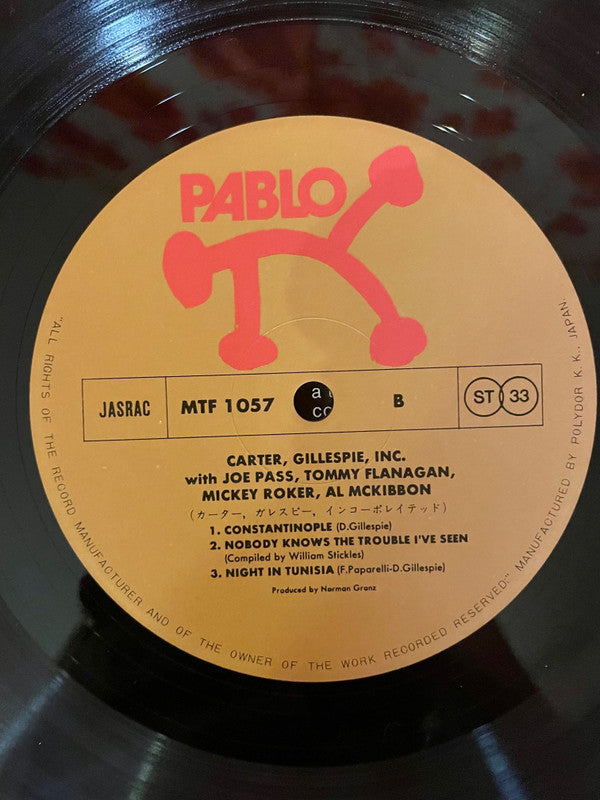 PABLO
JASRAC
MTF 1057
B
ST 33
CARTER, GILLESPIE, INC.
with JOE PASS, TOMMY FLANAGAN,
MICKEY ROKER, AL MCKIBBON
(カーター, ガレスピー, インコーポレイテッド)
1. CONSTANTINOPLE (D.Gillespie)
2. NOBODY KNOWS THE TROUBLE I'VE SEEN
(Compiled by William Stickles)
3. NIGHT IN TUNISIA (F.Paparelli-D.Gillespie)
Produced by Norman Granz
"ALL RIGHTS OF THE RECORD MANUFACTURER AND OF THE OWNER OF THE WORK RECORDED RESERVED." MANUFACTURED BY POLYDOR K.K., JAPAN.